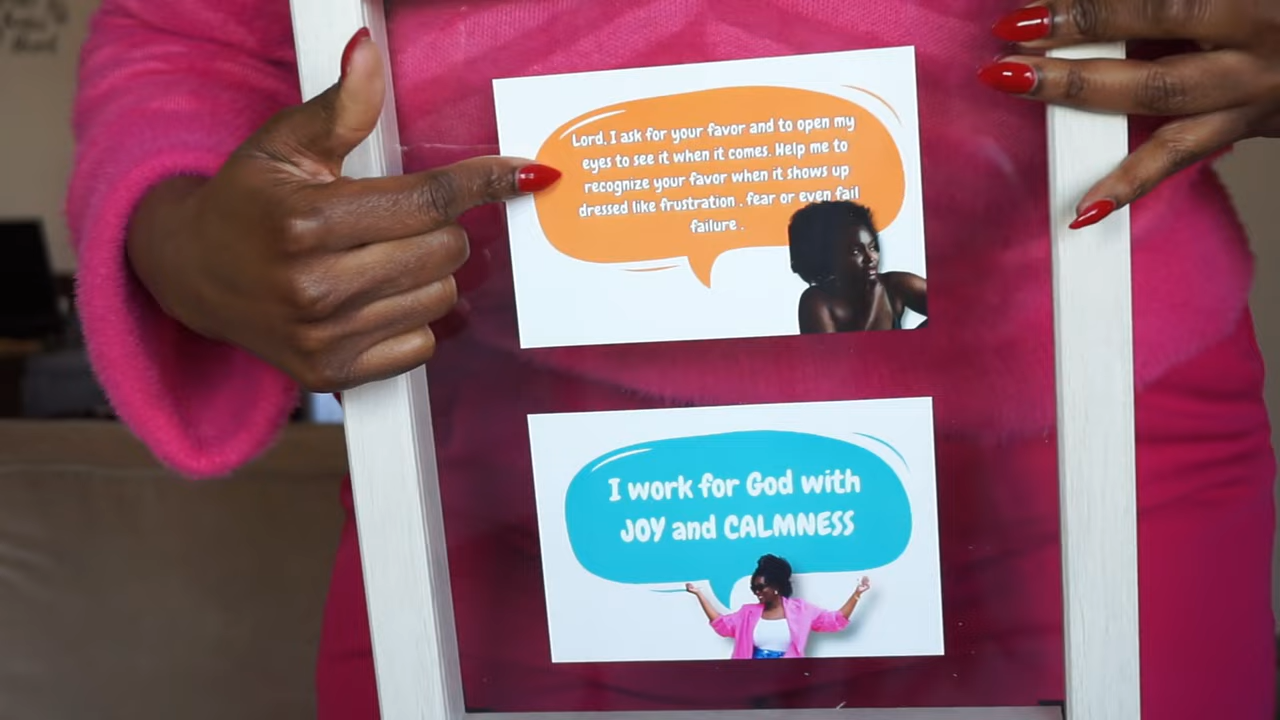 Lord, I ask for your favor and to open my
eyes to see it when it comes. Help me to
recognize your favor when it shows up
dressed like frustration , fear or even fail
failure .
I work for God with
JOY and CALMNESS